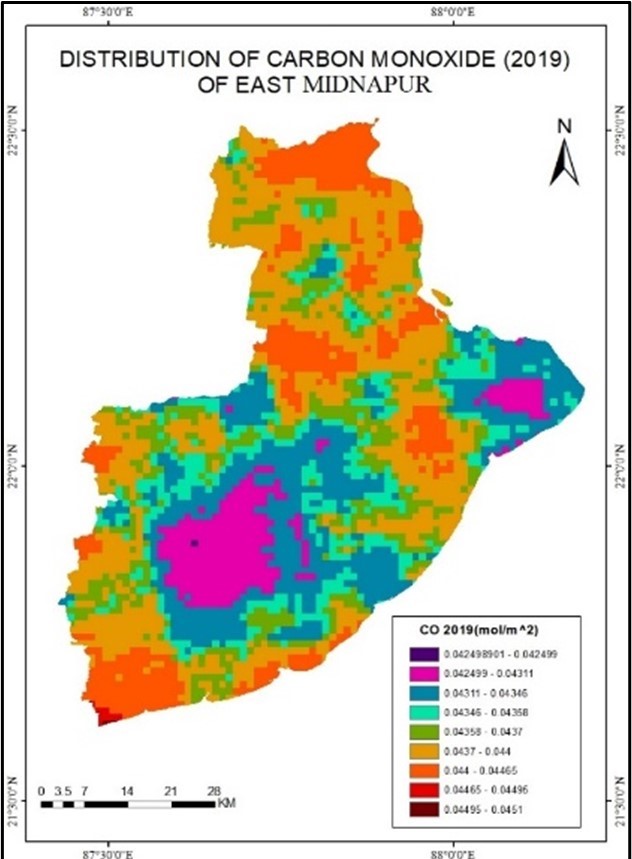 87°30'0"E 88°0'0"E
DISTRIBUTION OF CARBON MONOXIDE (2019)
OF EAST MIDNAPUR
N
22°30'0"N 22°30'0"N
22°0'0"N 22°0'0"N
CO 2019(mol/m^2)
0.042498901 - 0.042499
0.042499 - 0.04311
0.04311 - 0.04346
0.04346 - 0.04358
0.04358 - 0.0437
0.0437 - 0.044
0.044 - 0.04465
0.04465 - 0.04495
0.04495 - 0.0451
0 3.5 7 14 21 28
KM
21°30'0"N 21°30'0"N
87°30'0"E 88°0'0"E